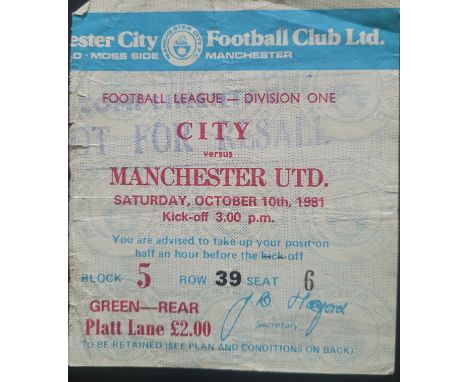 ester City Football Club Ltd.
D · MOSS SIDE MANCHESTER
FOOTBALL LEAGUE — DIVISION ONE
OT FOR RESALE
CITY
versus
MANCHESTER UTD.
SATURDAY, OCTOBER 10th, 1981
Kick-off 3.00 p.m.
You are advised to take up your position
half an hour before the kick off
BLOCK 5 ROW 39 SEAT 6
GREEN—REAR
Platt Lane £2.00
Secretary
TO BE RETAINED (SEE PLAN AND CONDITIONS ON BACK)